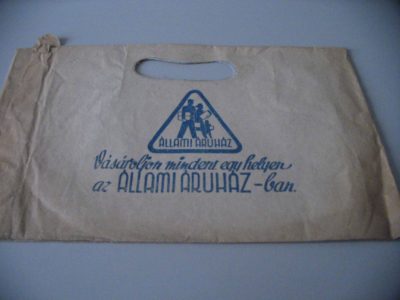 ÁLLAMI ÁRUHÁZ
Vásároljon mindent egy helyen
az ÁLLAMI ÁRUHÁZ-ban.